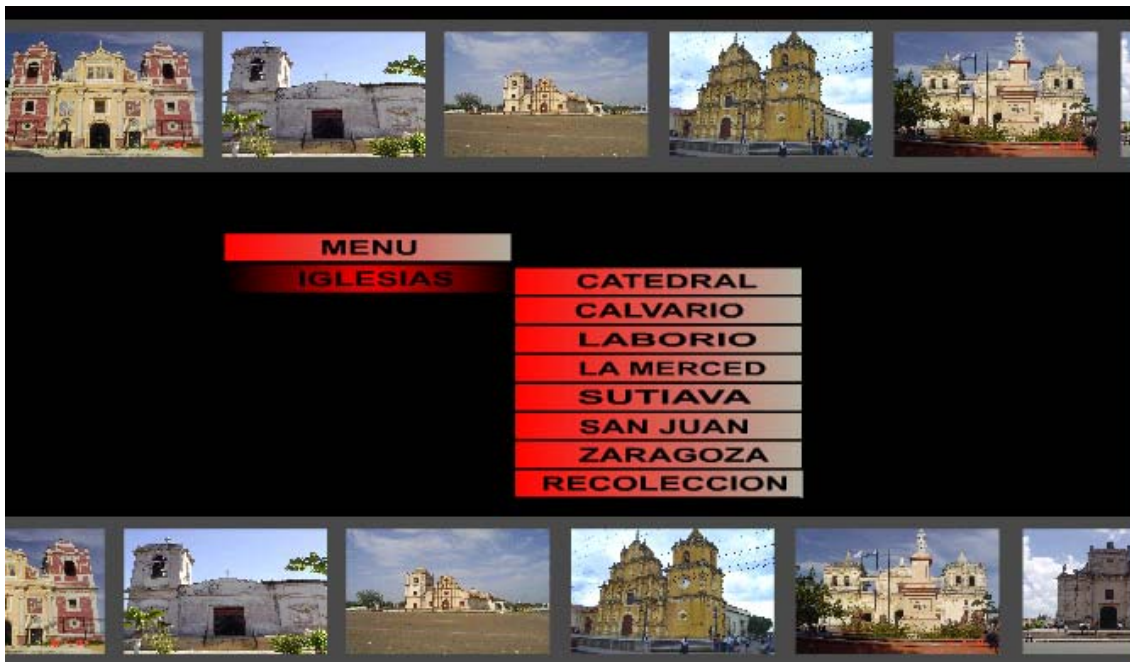 MENU
IGLESIAS
CATEDRAL
CALVARIO
LABORIO
LA MERCED
SUTIAVA
SAN JUAN
ZARAGOZA
RECOLECCION